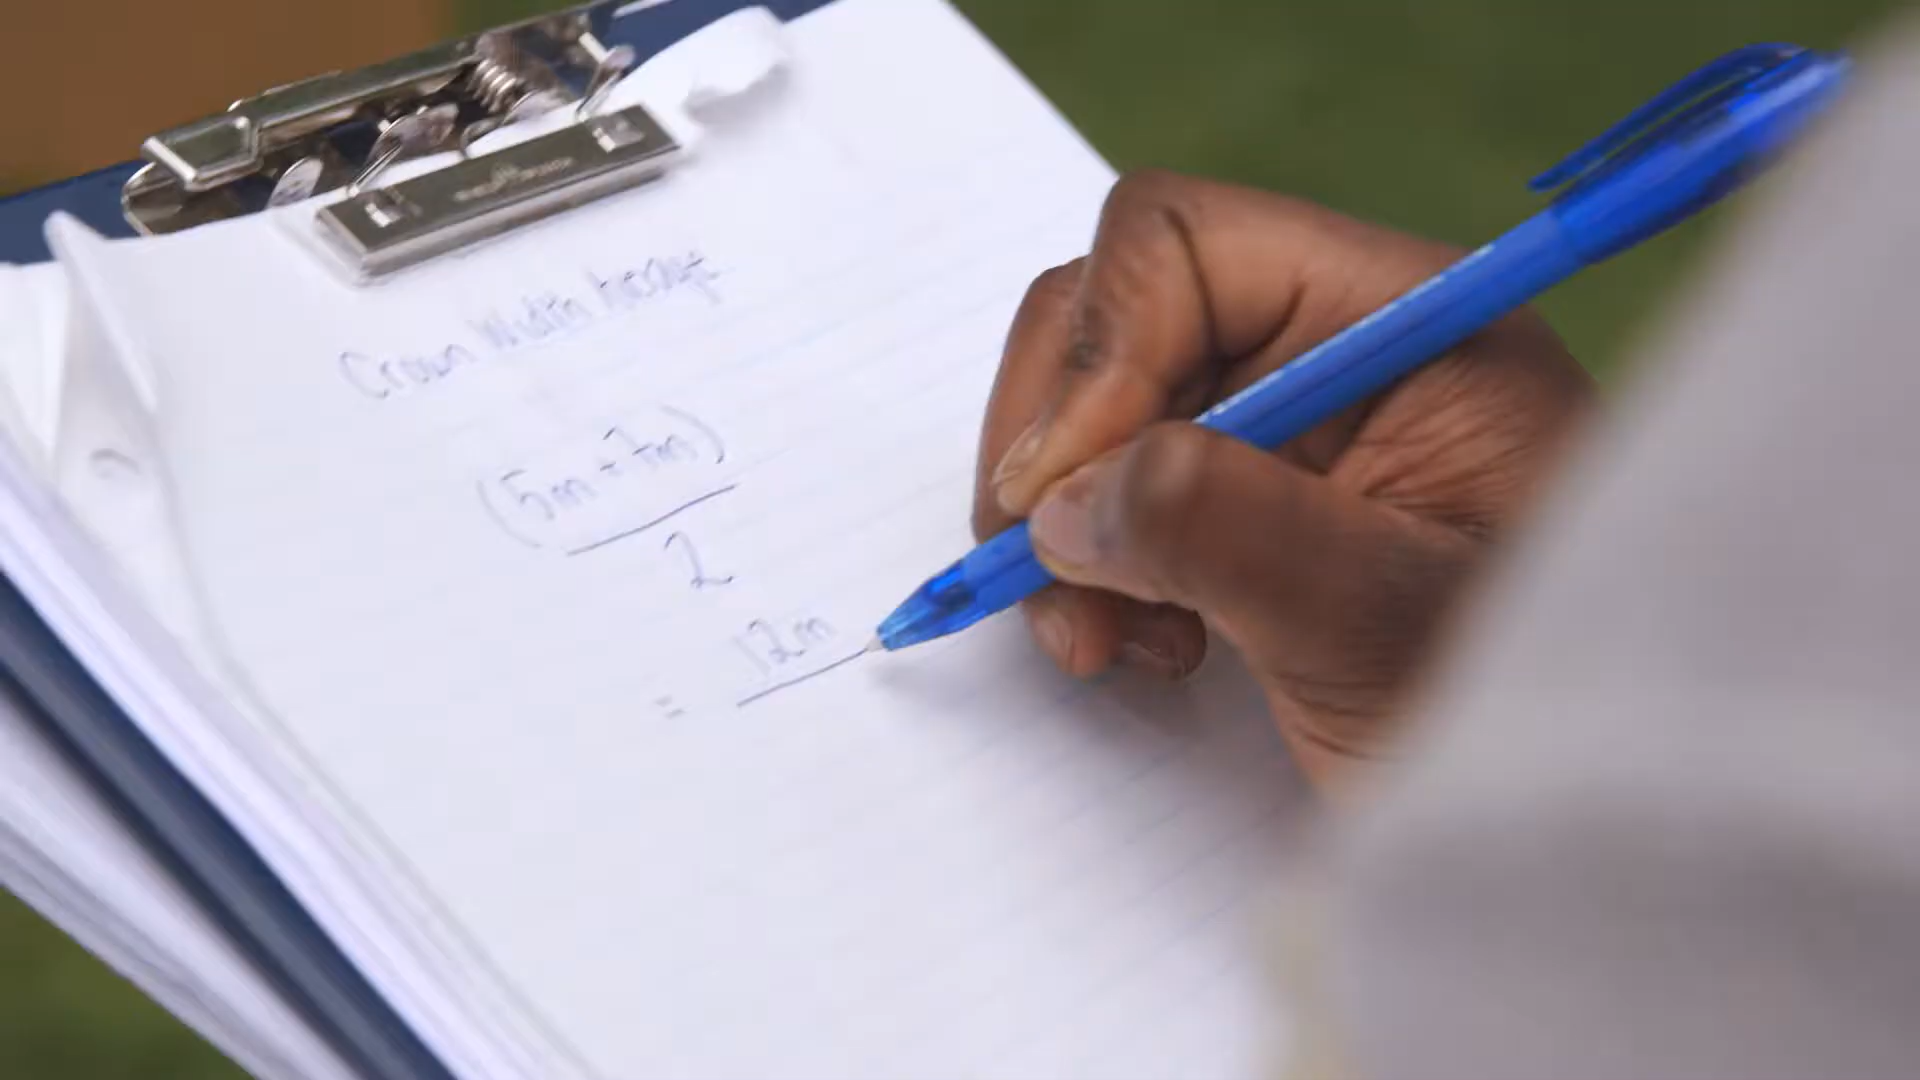 Crown Width Average
(5m + 7m)
2
= 12m